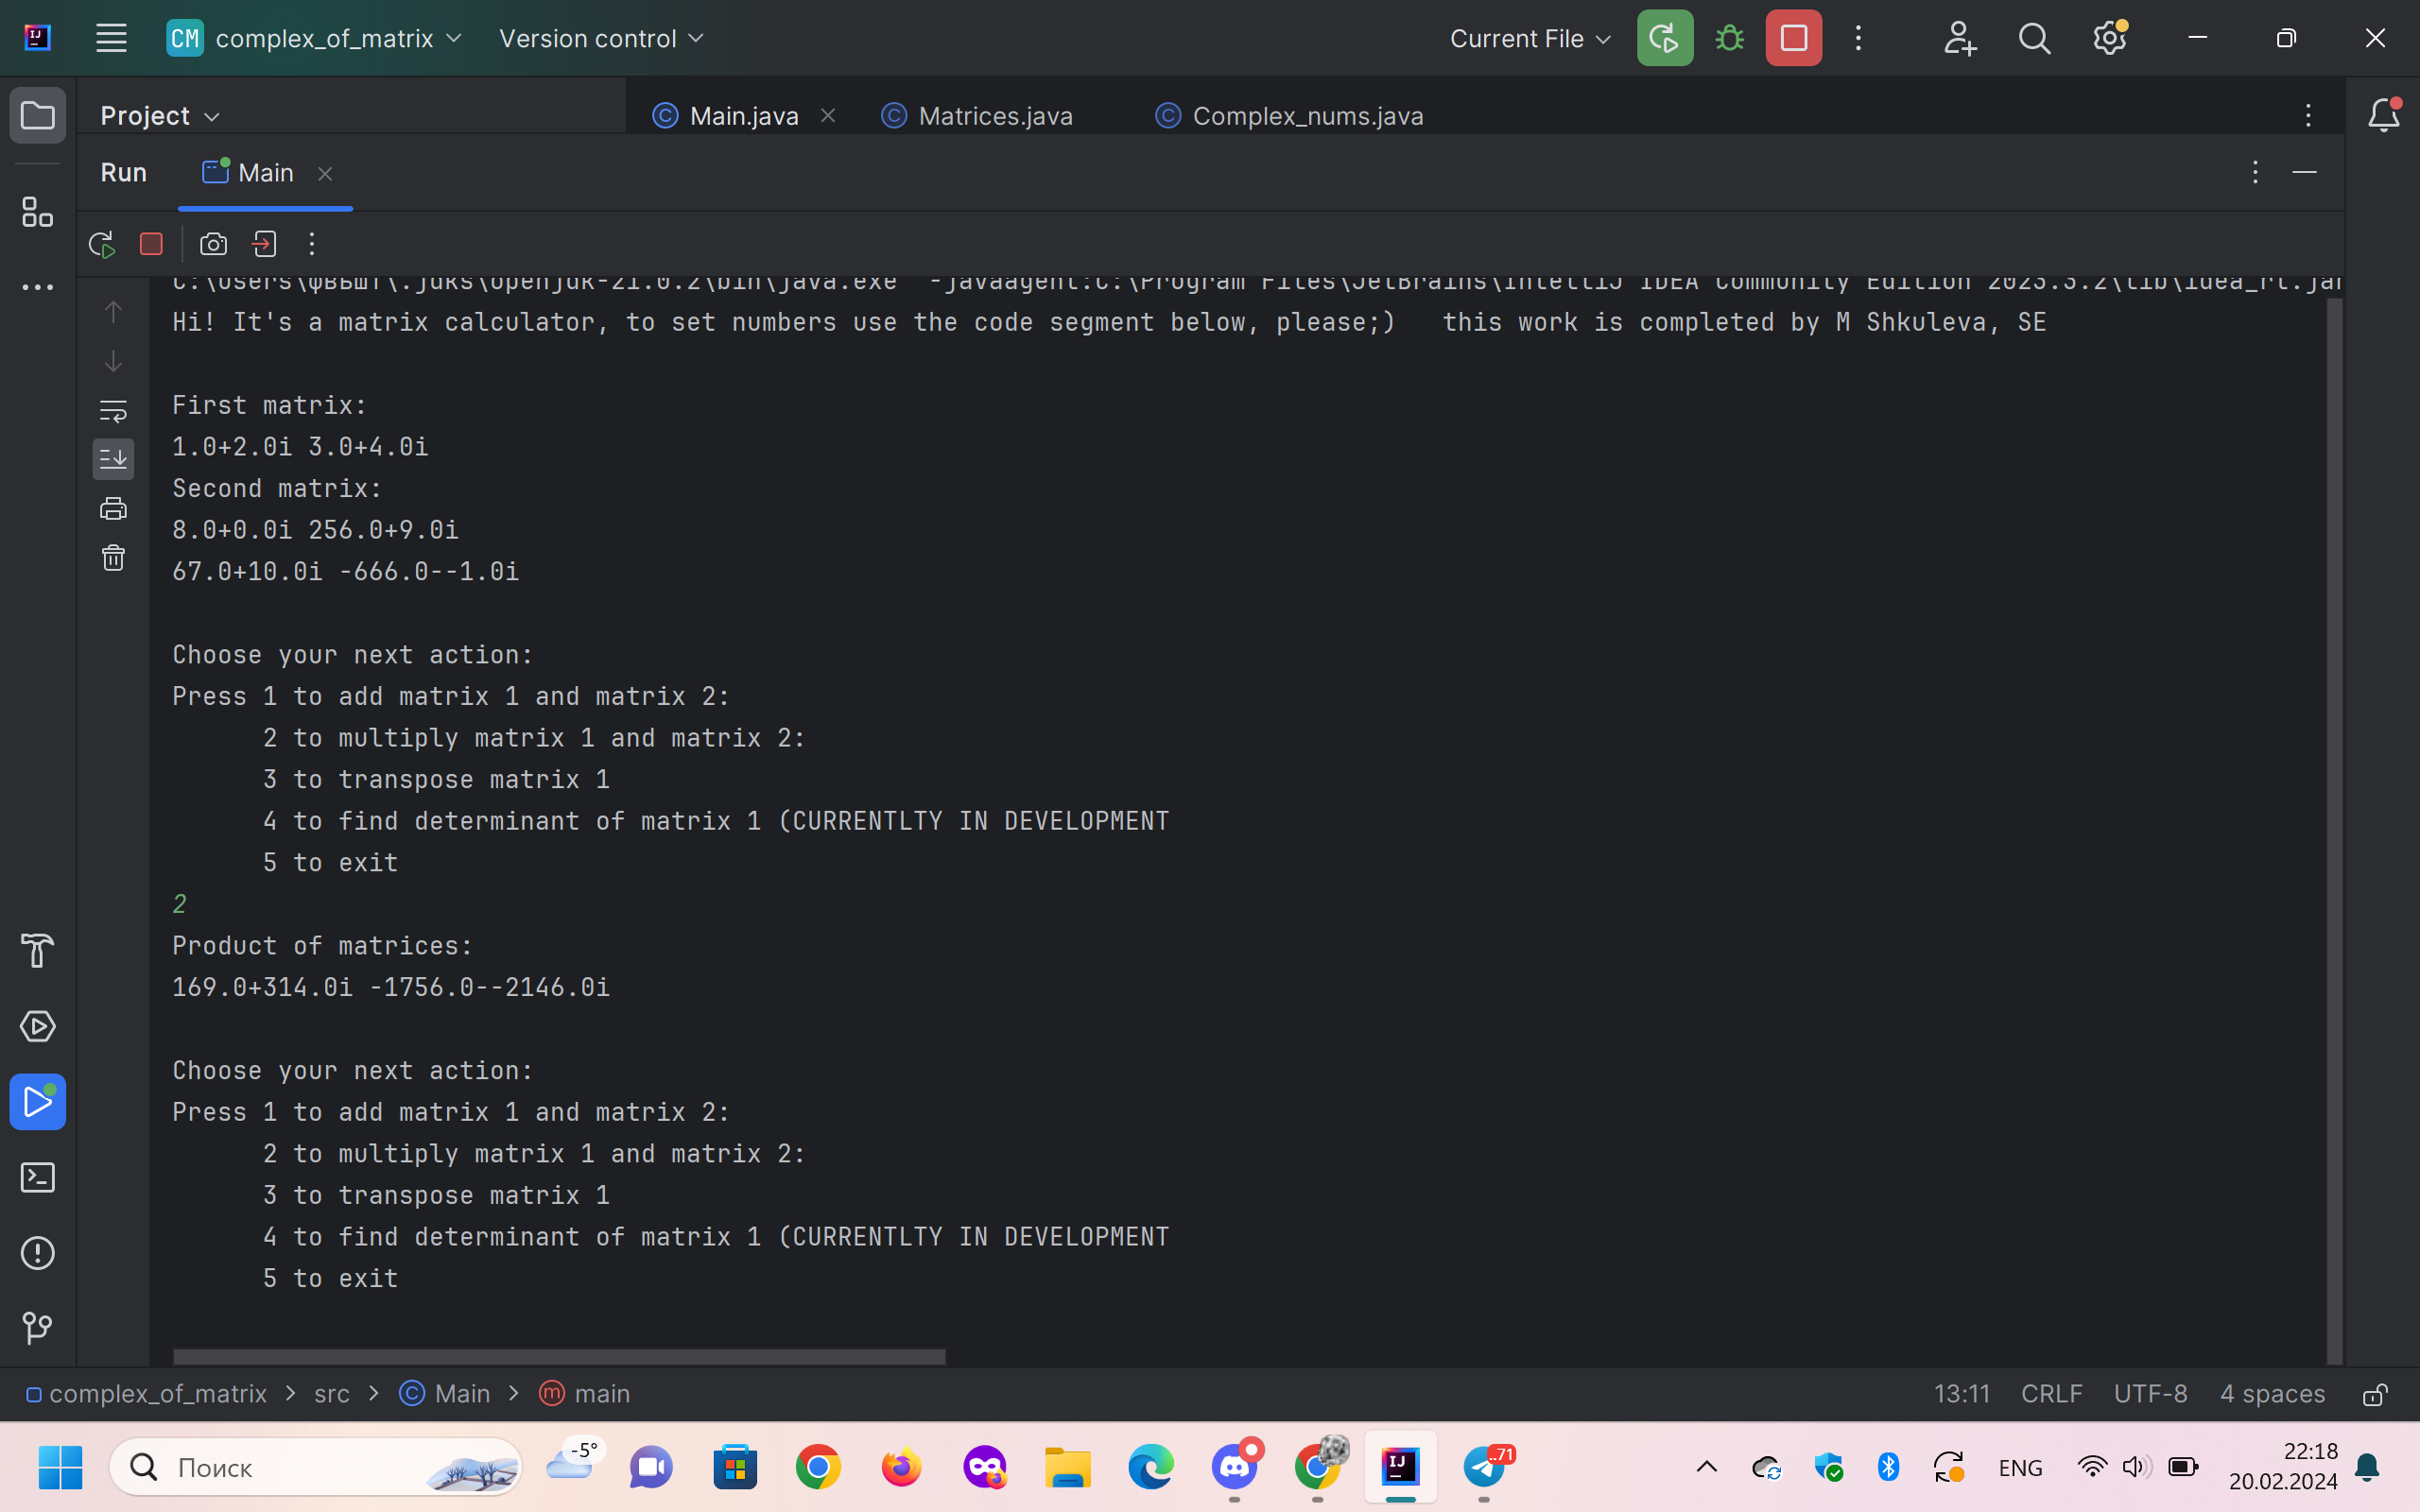 CM complex_of_matrix Version control Current File
Project Main.java Matrices.java Complex_nums.java
Run Main
C:\Users\фвьшт\.jdks\openjdk-21.0.2\bin\java.exe "-javaagent:C:\Program Files\JetBrains\IntelliJ IDEA Community Edition 2023.3.2\lib\idea_rt.jar
Hi! It's a matrix calculator, to set numbers use the code segment below, please;)   this work is completed by M Shkuleva, SE
First matrix:
1.0+2.0i 3.0+4.0i
Second matrix:
8.0+0.0i 256.0+9.0i
67.0+10.0i -666.0--1.0i
Choose your next action:
Press 1 to add matrix 1 and matrix 2:
2 to multiply matrix 1 and matrix 2:
3 to transpose matrix 1
4 to find determinant of matrix 1 (CURRENTLTY IN DEVELOPMENT
5 to exit
2
Product of matrices:
169.0+314.0i -1756.0--2146.0i
Choose your next action:
Press 1 to add matrix 1 and matrix 2:
2 to multiply matrix 1 and matrix 2:
3 to transpose matrix 1
4 to find determinant of matrix 1 (CURRENTLTY IN DEVELOPMENT
5 to exit
complex_of_matrix > src > Main > main 13:11 CRLF UTF-8 4 spaces
Поиск -5° ..71 ENG 22:18
20.02.2024